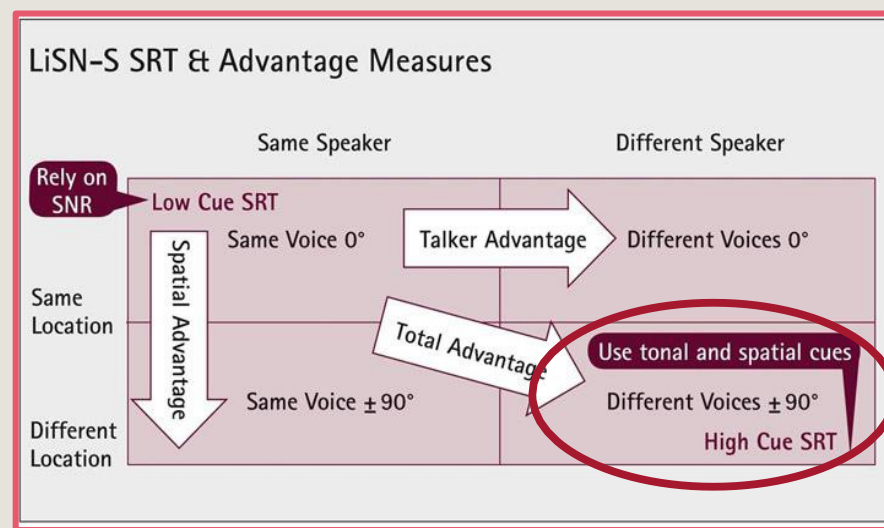 LiSN-S SRT & Advantage Measures
Same Speaker
Different Speaker
Rely on
SNR
Low Cue SRT
Same Voice 0°
Talker Advantage
Different Voices 0°
Spatial Advantage
Same
Location
Total Advantage
Use tonal and spatial cues
Same Voice ± 90°
Different Voices ± 90°
Different
Location
High Cue SRT